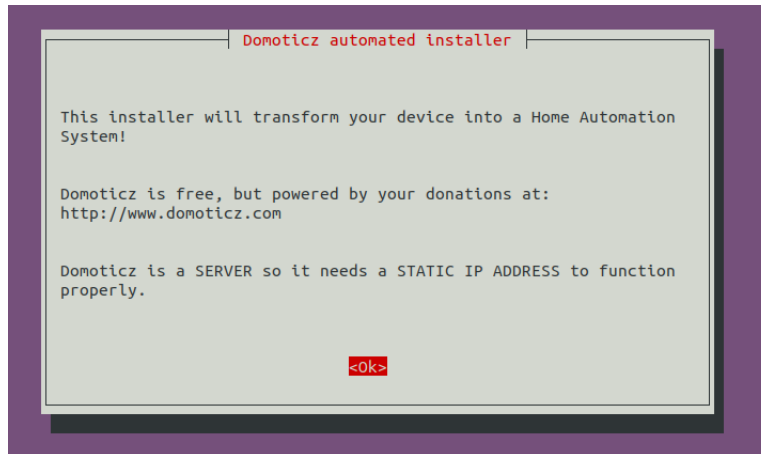 Domoticz automated installer
This installer will transform your device into a Home Automation
System!
Domoticz is free, but powered by your donations at:
http://www.domoticz.com
Domoticz is a SERVER so it needs a STATIC IP ADDRESS to function
properly.
<Ok>